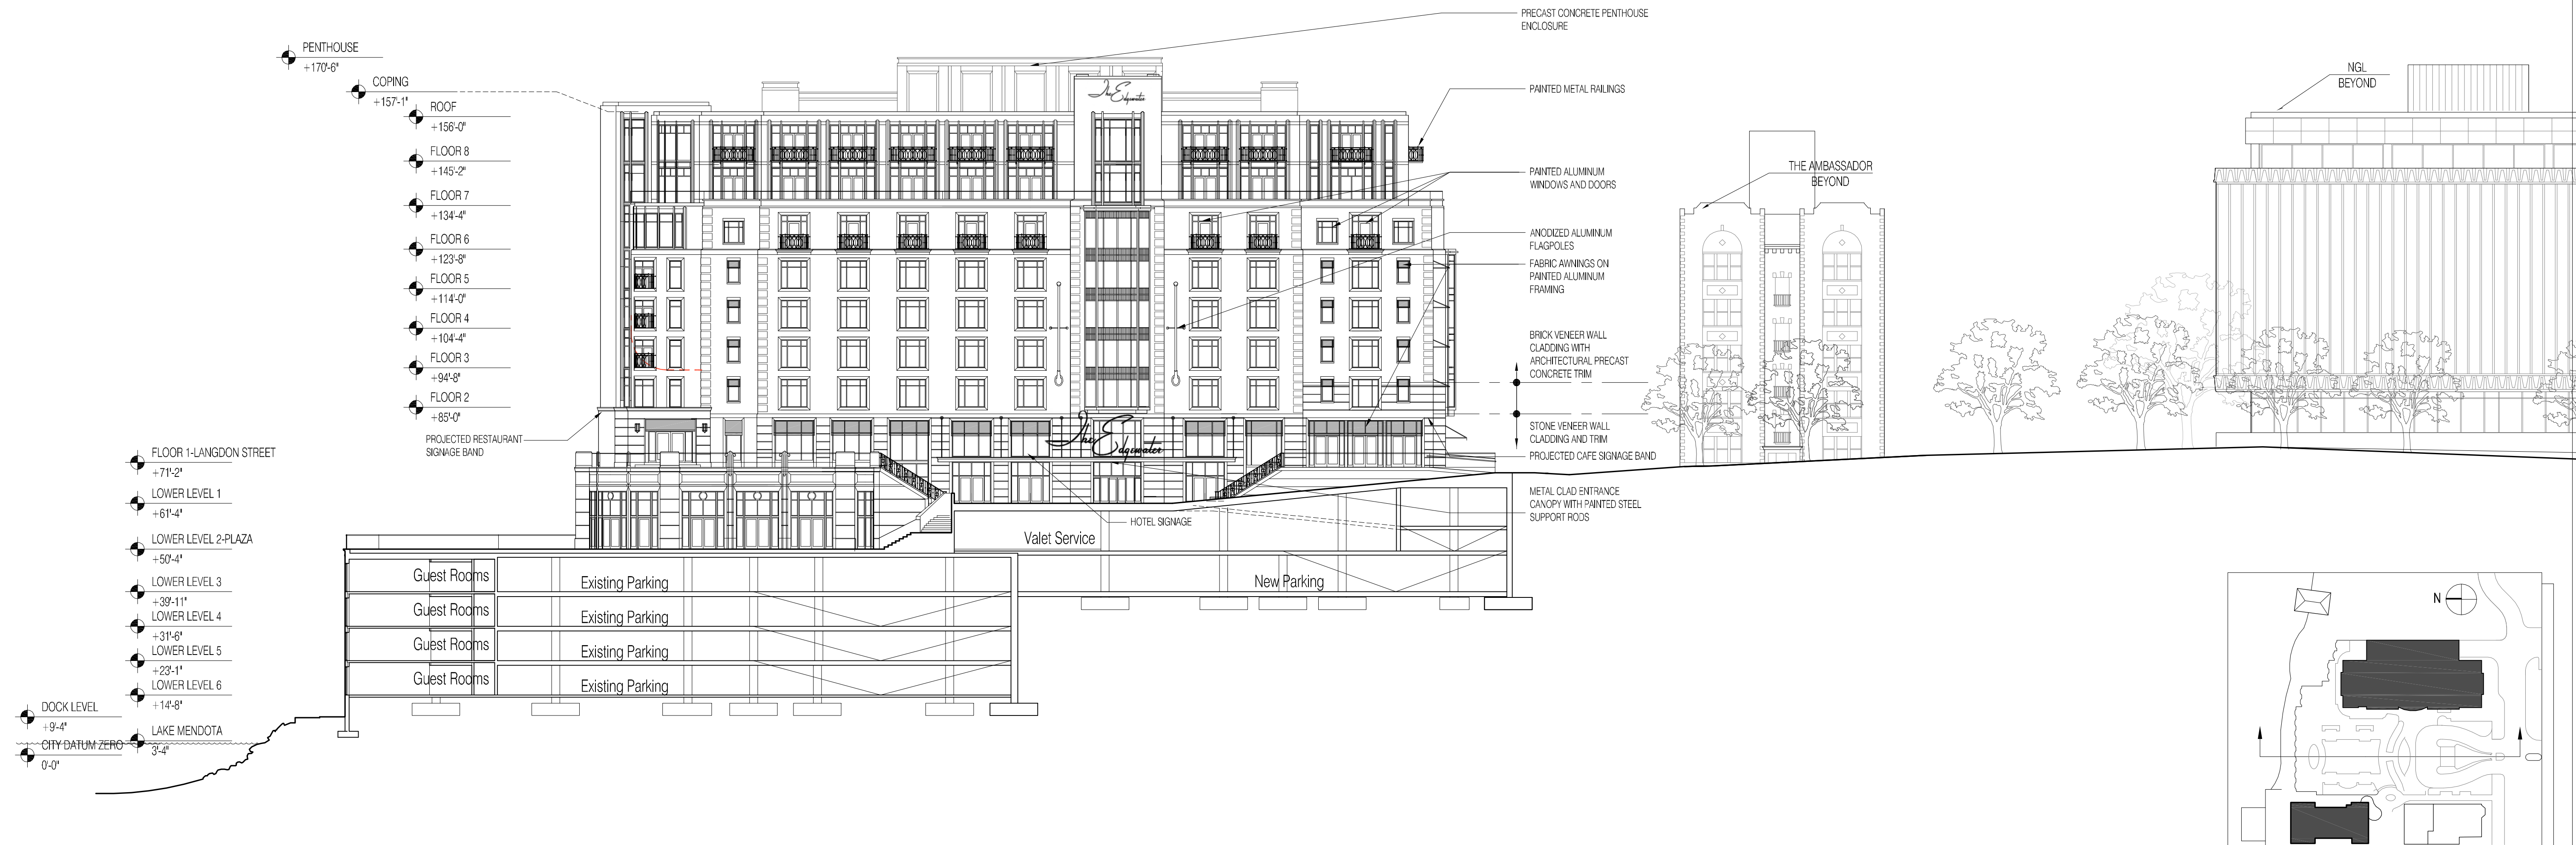 PENTHOUSE
+170'-6"
COPING
+157'-1"
ROOF
+156'-0"
FLOOR 8
+145'-2"
FLOOR 7
+134'-4"
FLOOR 6
+123'-8"
FLOOR 5
+114'-0"
FLOOR 4
+104'-4"
FLOOR 3
+94'-8"
FLOOR 2
+85'-0"
PROJECTED RESTAURANT
SIGNAGE BAND
FLOOR 1-LANGDON STREET
+71'-2"
LOWER LEVEL 1
+61'-4"
LOWER LEVEL 2-PLAZA
+50'-4"
LOWER LEVEL 3
+39'-11"
LOWER LEVEL 4
+31'-6"
LOWER LEVEL 5
+23'-1"
LOWER LEVEL 6
+14'-8"
DOCK LEVEL
+9'-4"
LAKE MENDOTA
3'-4"
CITY DATUM ZERO
0'-0"
The Edgewater
The Edgewater
HOTEL SIGNAGE
Valet Service
Guest Rooms
Existing Parking
New Parking
Guest Rooms
Existing Parking
Guest Rooms
Existing Parking
Guest Rooms
Existing Parking
PRECAST CONCRETE PENTHOUSE
ENCLOSURE
PAINTED METAL RAILINGS
PAINTED ALUMINUM
WINDOWS AND DOORS
ANODIZED ALUMINUM
FLAGPOLES
FABRIC AWNINGS ON
PAINTED ALUMINUM
FRAMING
BRICK VENEER WALL
CLADDING WITH
ARCHITECTURAL PRECAST
CONCRETE TRIM
STONE VENEER WALL
CLADDING AND TRIM
PROJECTED CAFE SIGNAGE BAND
METAL CLAD ENTRANCE
CANOPY WITH PAINTED STEEL
SUPPORT RODS
THE AMBASSADOR
BEYOND
NGL
BEYOND
N